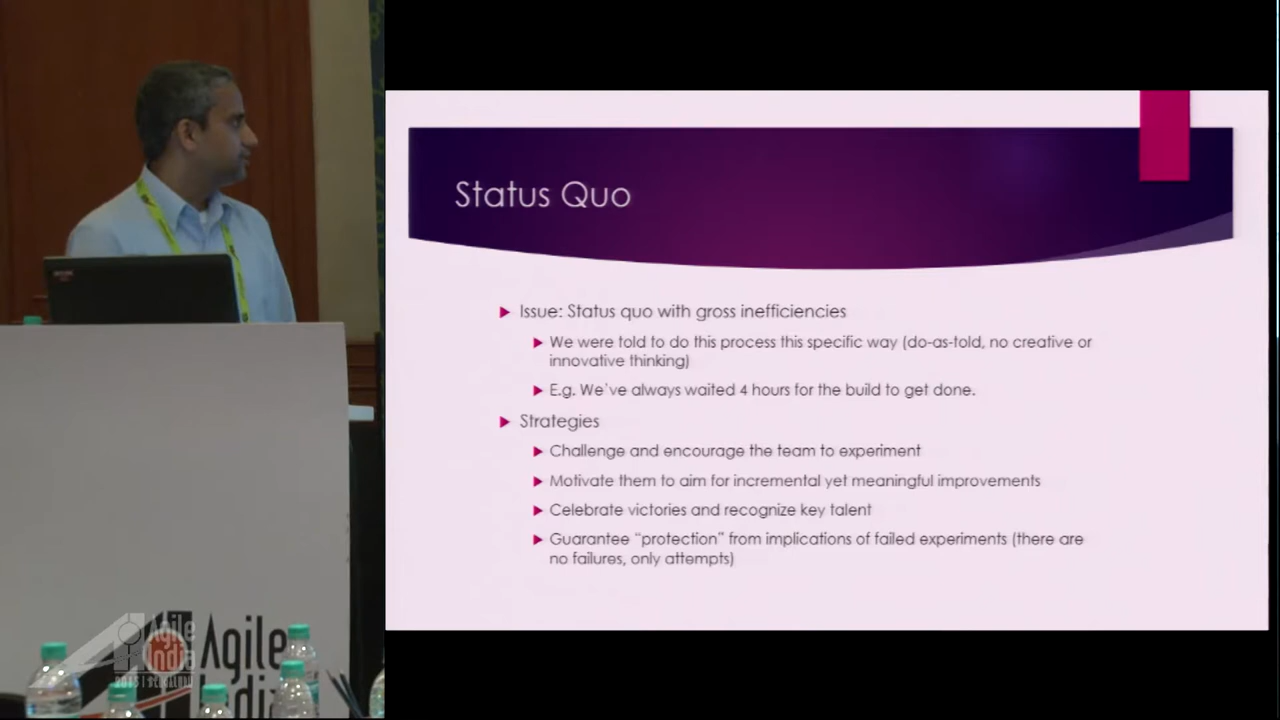 Status Quo
Issue: Status quo with gross inefficiencies
We were told to do this process this specific way (do-as-told, no creative or
innovative thinking)
E.g. We've always waited 4 hours for the build to get done.
Strategies
Challenge and encourage the team to experiment
Motivate them to aim for incremental yet meaningful improvements
Celebrate victories and recognize key talent
Guarantee “protection” from implications of failed experiments (there are
no failures, only attempts)
Agile
India
Agile
India
2015 | BENGALURU